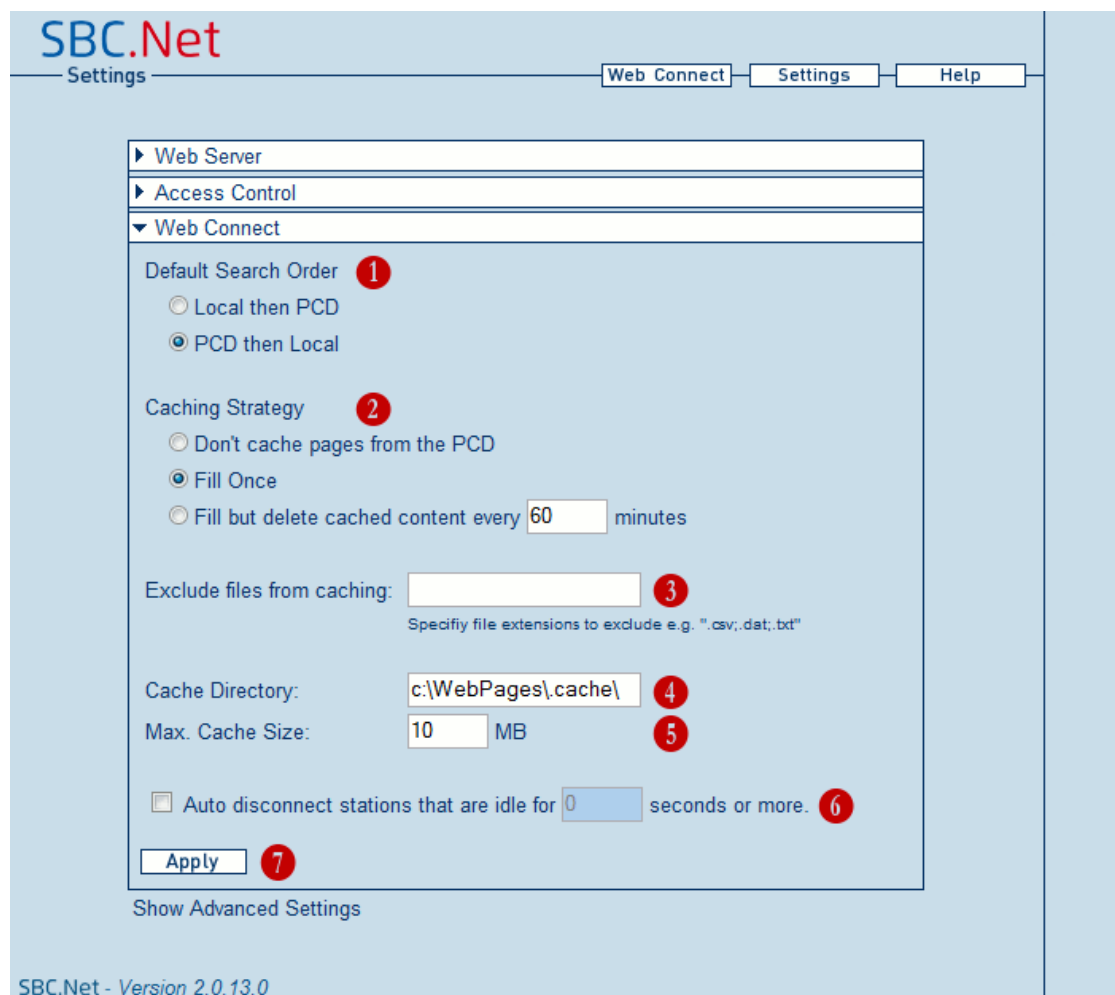 SBC.Net
Settings
Web Connect Settings Help
Web Server
Access Control
Web Connect
Default Search Order 1
Local then PCD
PCD then Local
Caching Strategy 2
Don't cache pages from the PCD
Fill Once
Fill but delete cached content every 60 minutes
Exclude files from caching: 3
Specifiy file extensions to exclude e.g. ".csv;.dat;.txt"
Cache Directory: c:\WebPages\.cache\ 4
Max. Cache Size: 10 MB 5
Auto disconnect stations that are idle for 0 seconds or more. 6
Apply 7
Show Advanced Settings
SBC.Net - Version 2.0.13.0